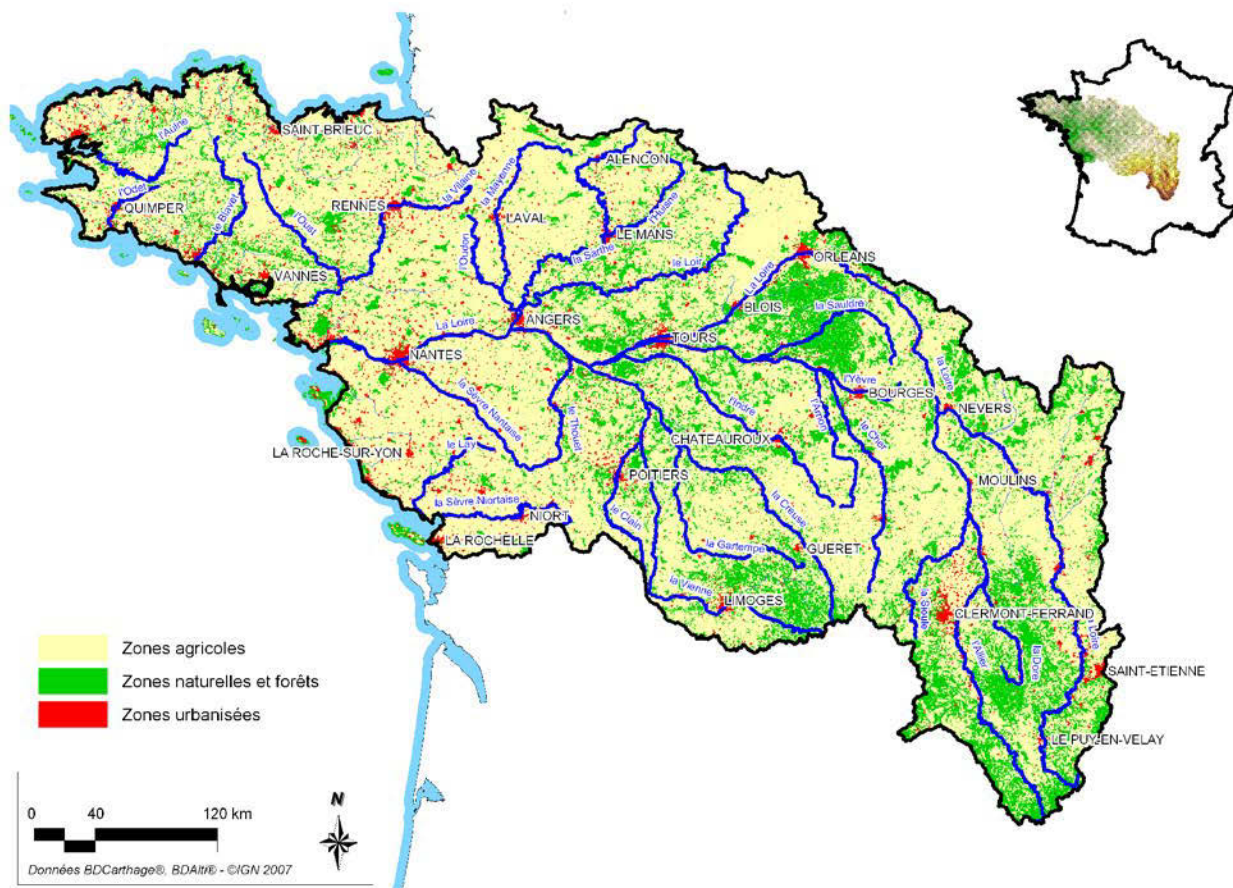 SAINT-BRIEUC
l'Aulne
ALENCON
la Mayenne
l'Odet
QUIMPER
le Blavet
l'Oust
RENNES
la Vilaine
LAVAL
l'Huisne
LE MANS
l'Oudon
la Sarthe
le Loir
ORLEANS
VANNES
La Loire
BLOIS
la Sauldre
ANGERS
La Loire
TOURS
NANTES
la Loire
l'Yèvre
BOURGES
NEVERS
la Sèvre Nantaise
le Thouet
l'Indre
l'Arnon
le Cher
le Lay
CHATEAUROUX
LA ROCHE-SUR-YON
POITIERS
MOULINS
la Sèvre Niortaise
NIORT
le Clain
la Creuse
LA ROCHELLE
la Gartempe
GUERET
la Vienne
LIMOGES
la Sioule
CLERMONT-FERRAND
Loire
l'Allier
la Dore
SAINT-ETIENNE
LE PUY-EN-VELAY
Zones agricoles
Zones naturelles et forêts
Zones urbanisées
0 40 120 km
N
Données BDCarthage®, BDAlti® - ©IGN 2007